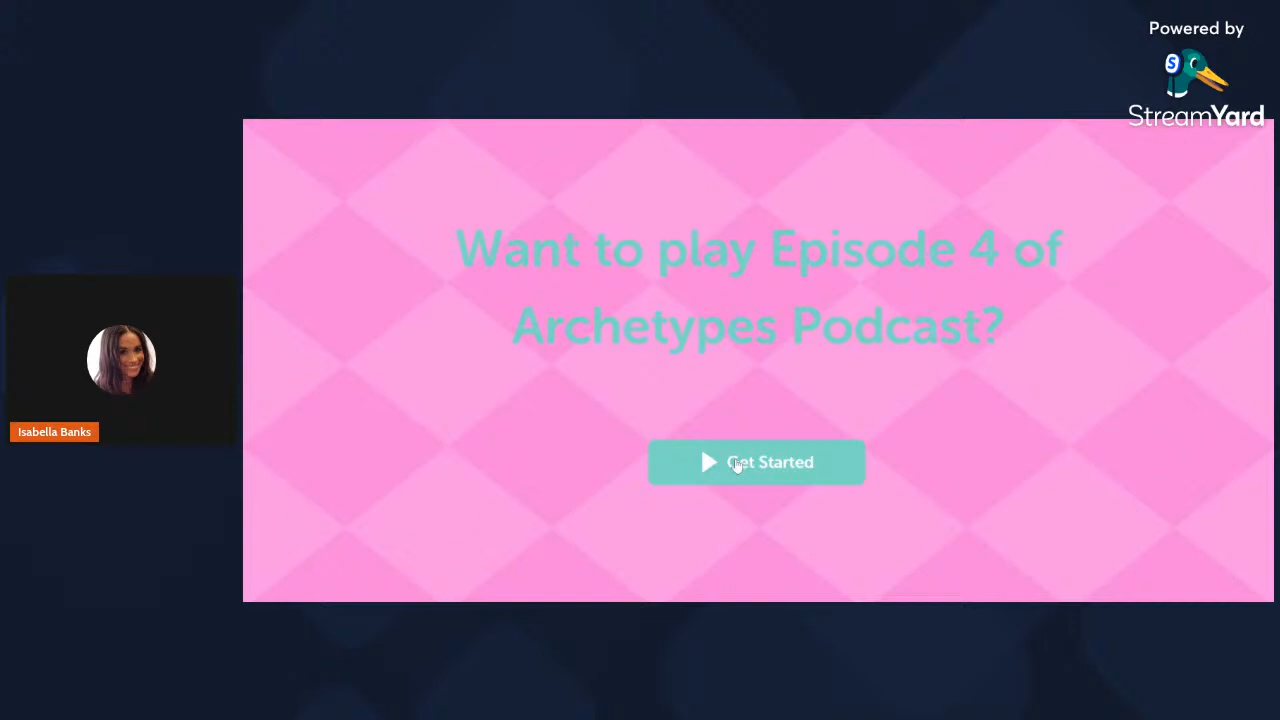 Powered by
S
StreamYard
Want to play Episode 4 of
Archetypes Podcast?
Get Started
Isabella Banks